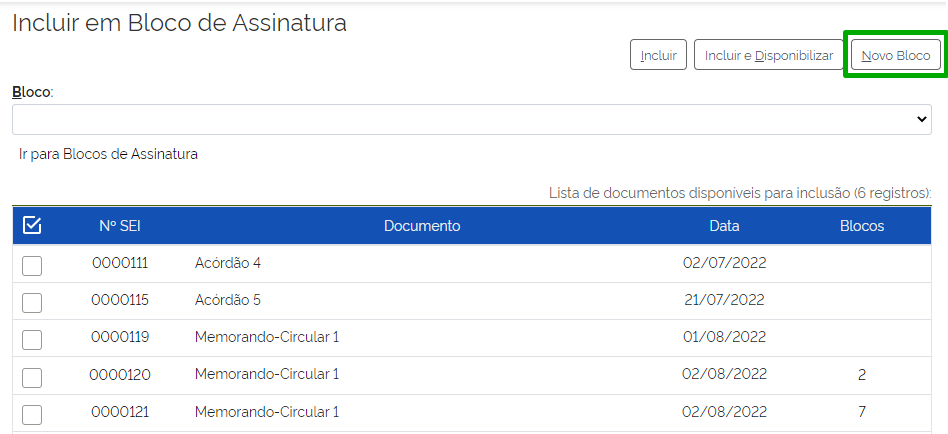 Incluir em Bloco de Assinatura
Incluir Incluir e Disponibilizar Novo Bloco
Bloco:
Ir para Blocos de Assinatura
Lista de documentos disponíveis para inclusão (6 registros):
Nº SEI Documento Data Blocos
0000111 Acórdão 4 02/07/2022
0000115 Acórdão 5 21/07/2022
0000119 Memorando-Circular 1 01/08/2022
0000120 Memorando-Circular 1 02/08/2022 2
0000121 Memorando-Circular 1 02/08/2022 7